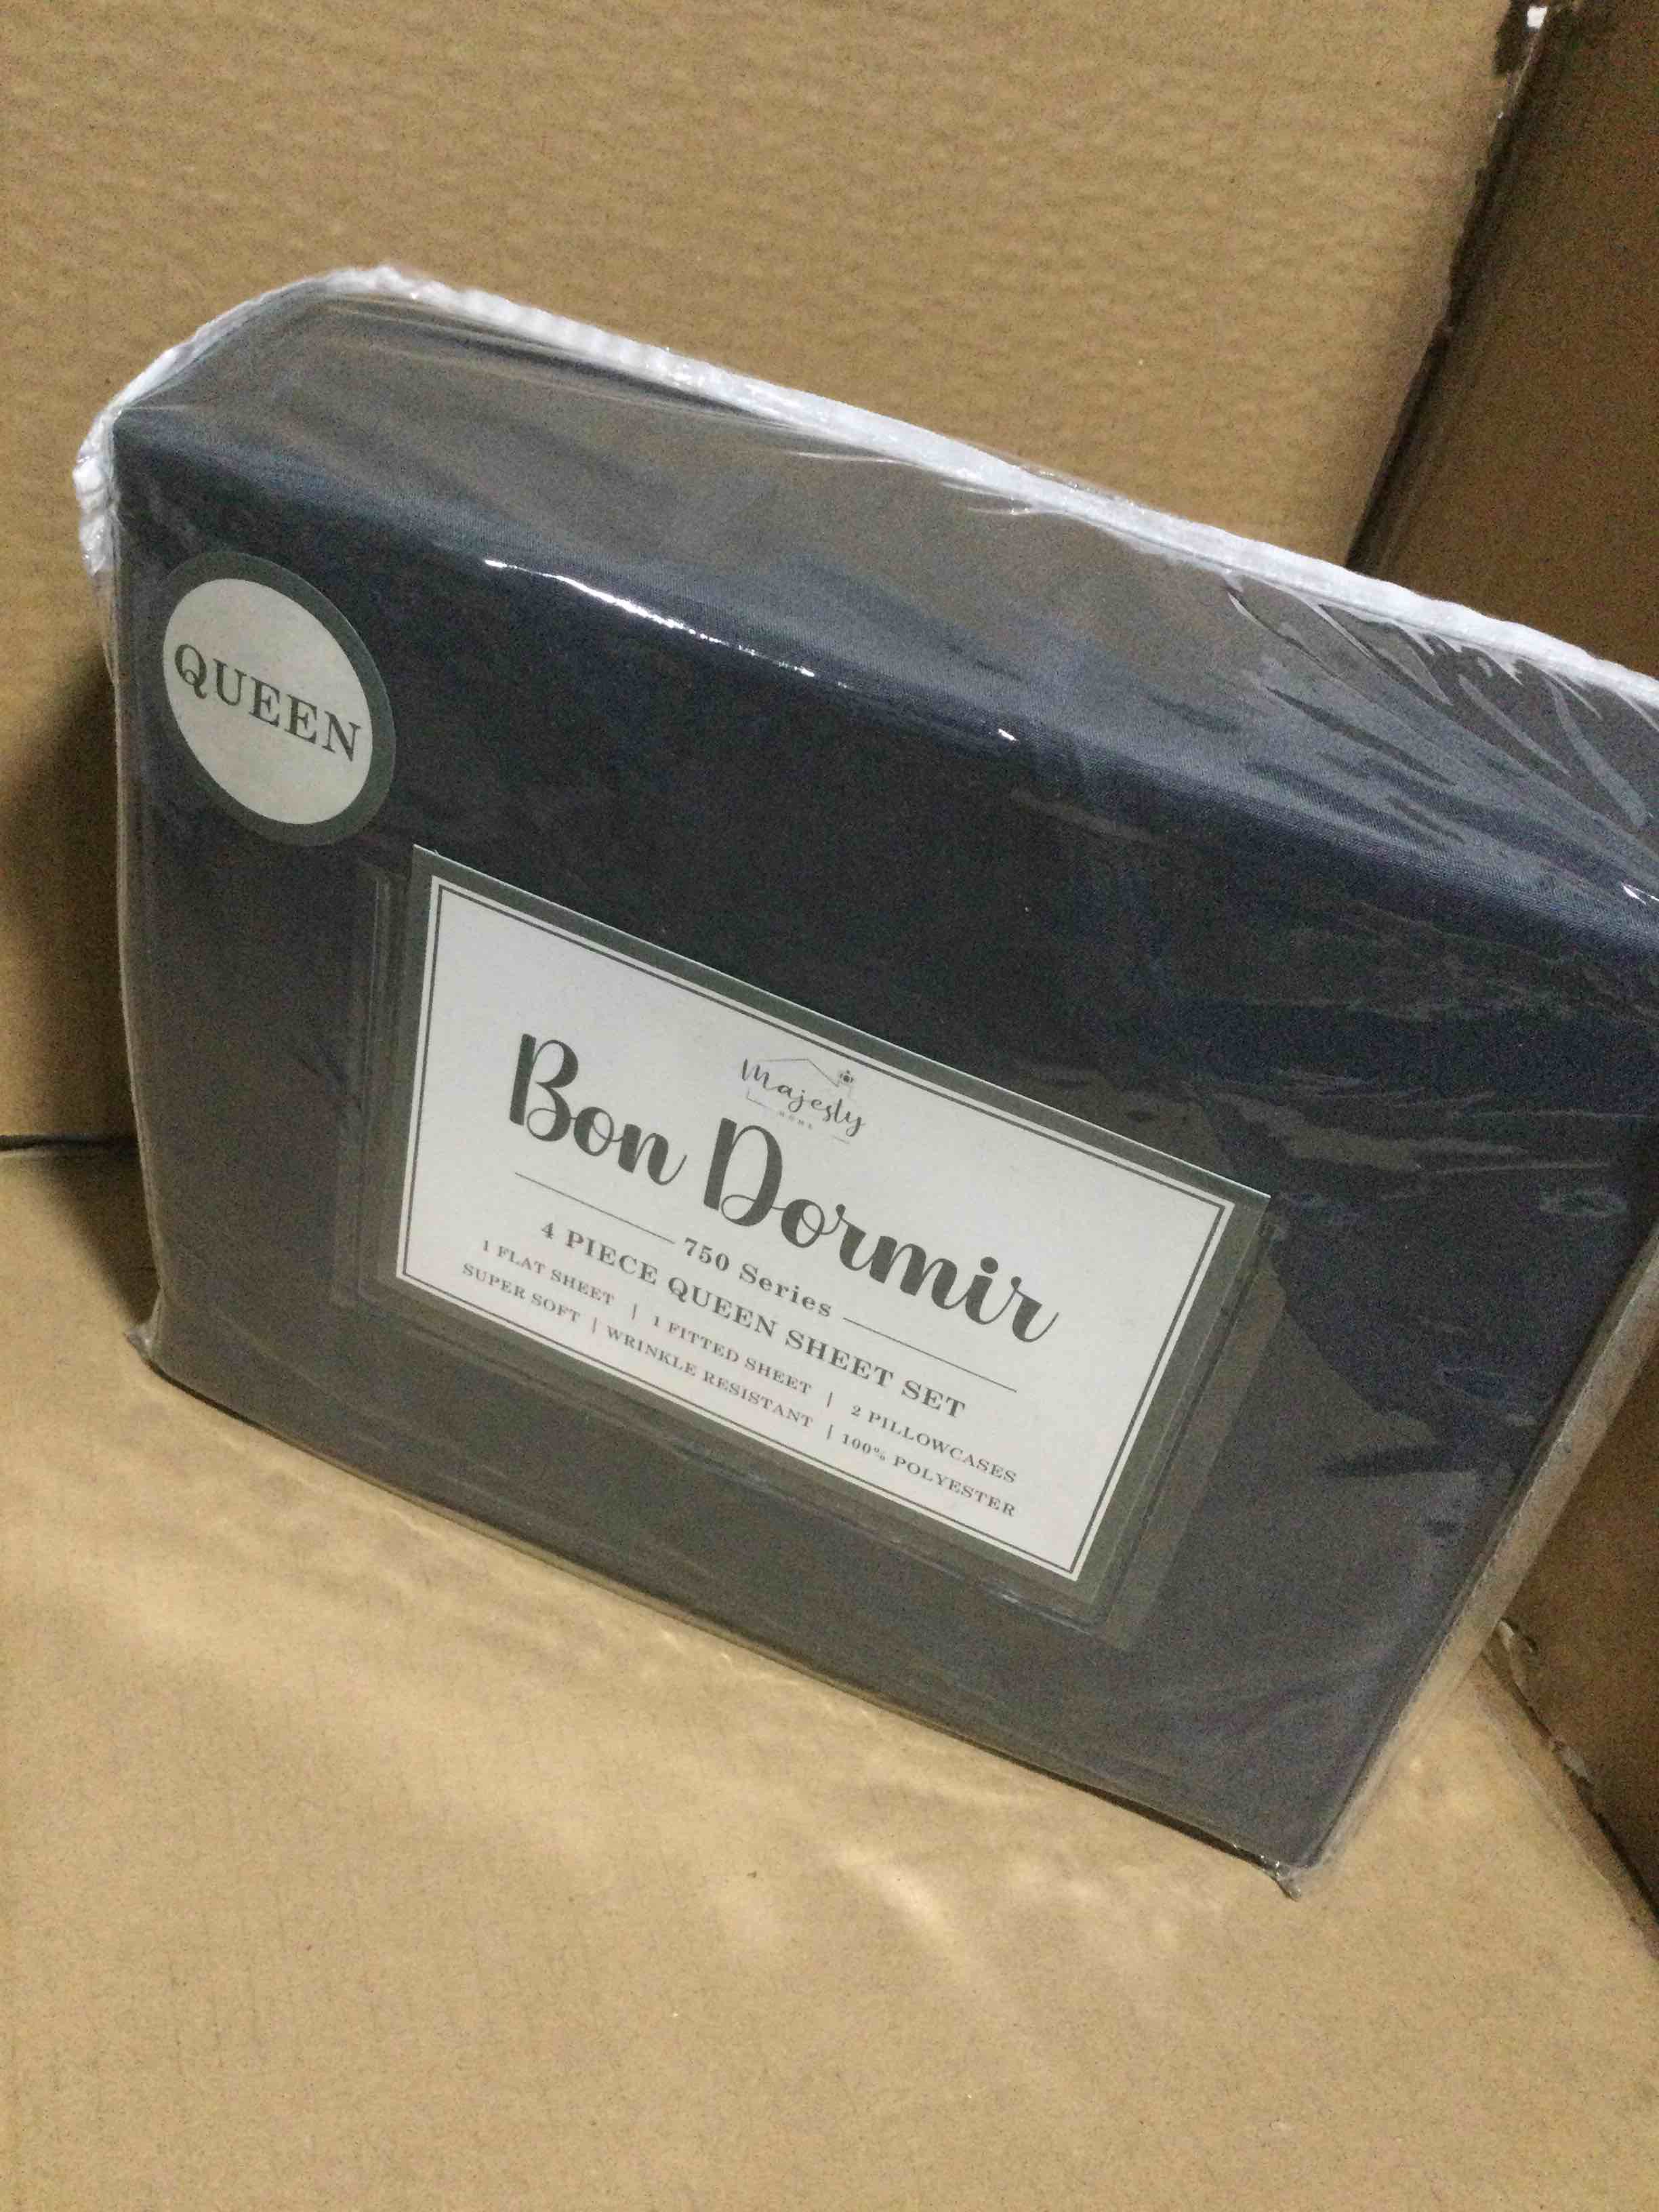 QUEEN
Majesty
HOME
Bon Dormir
750 Series
4 PIECE QUEEN SHEET SET
1 FLAT SHEET | 1 FITTED SHEET | 2 PILLOWCASES
SUPER SOFT | WRINKLE RESISTANT | 100% POLYESTER